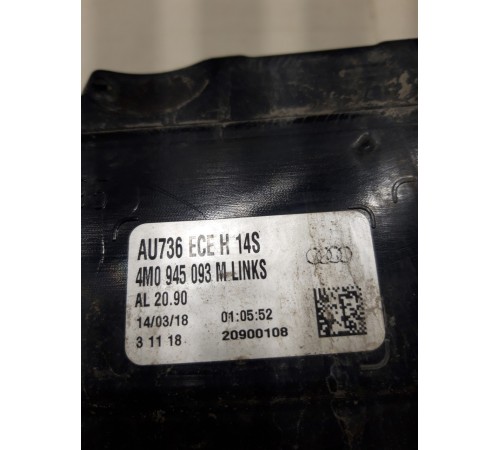 AU736 ECE H 14S
4M0 945 093 M LINKS
AL 20.90
14/03/18 01:05:52
3 11 18 20900108